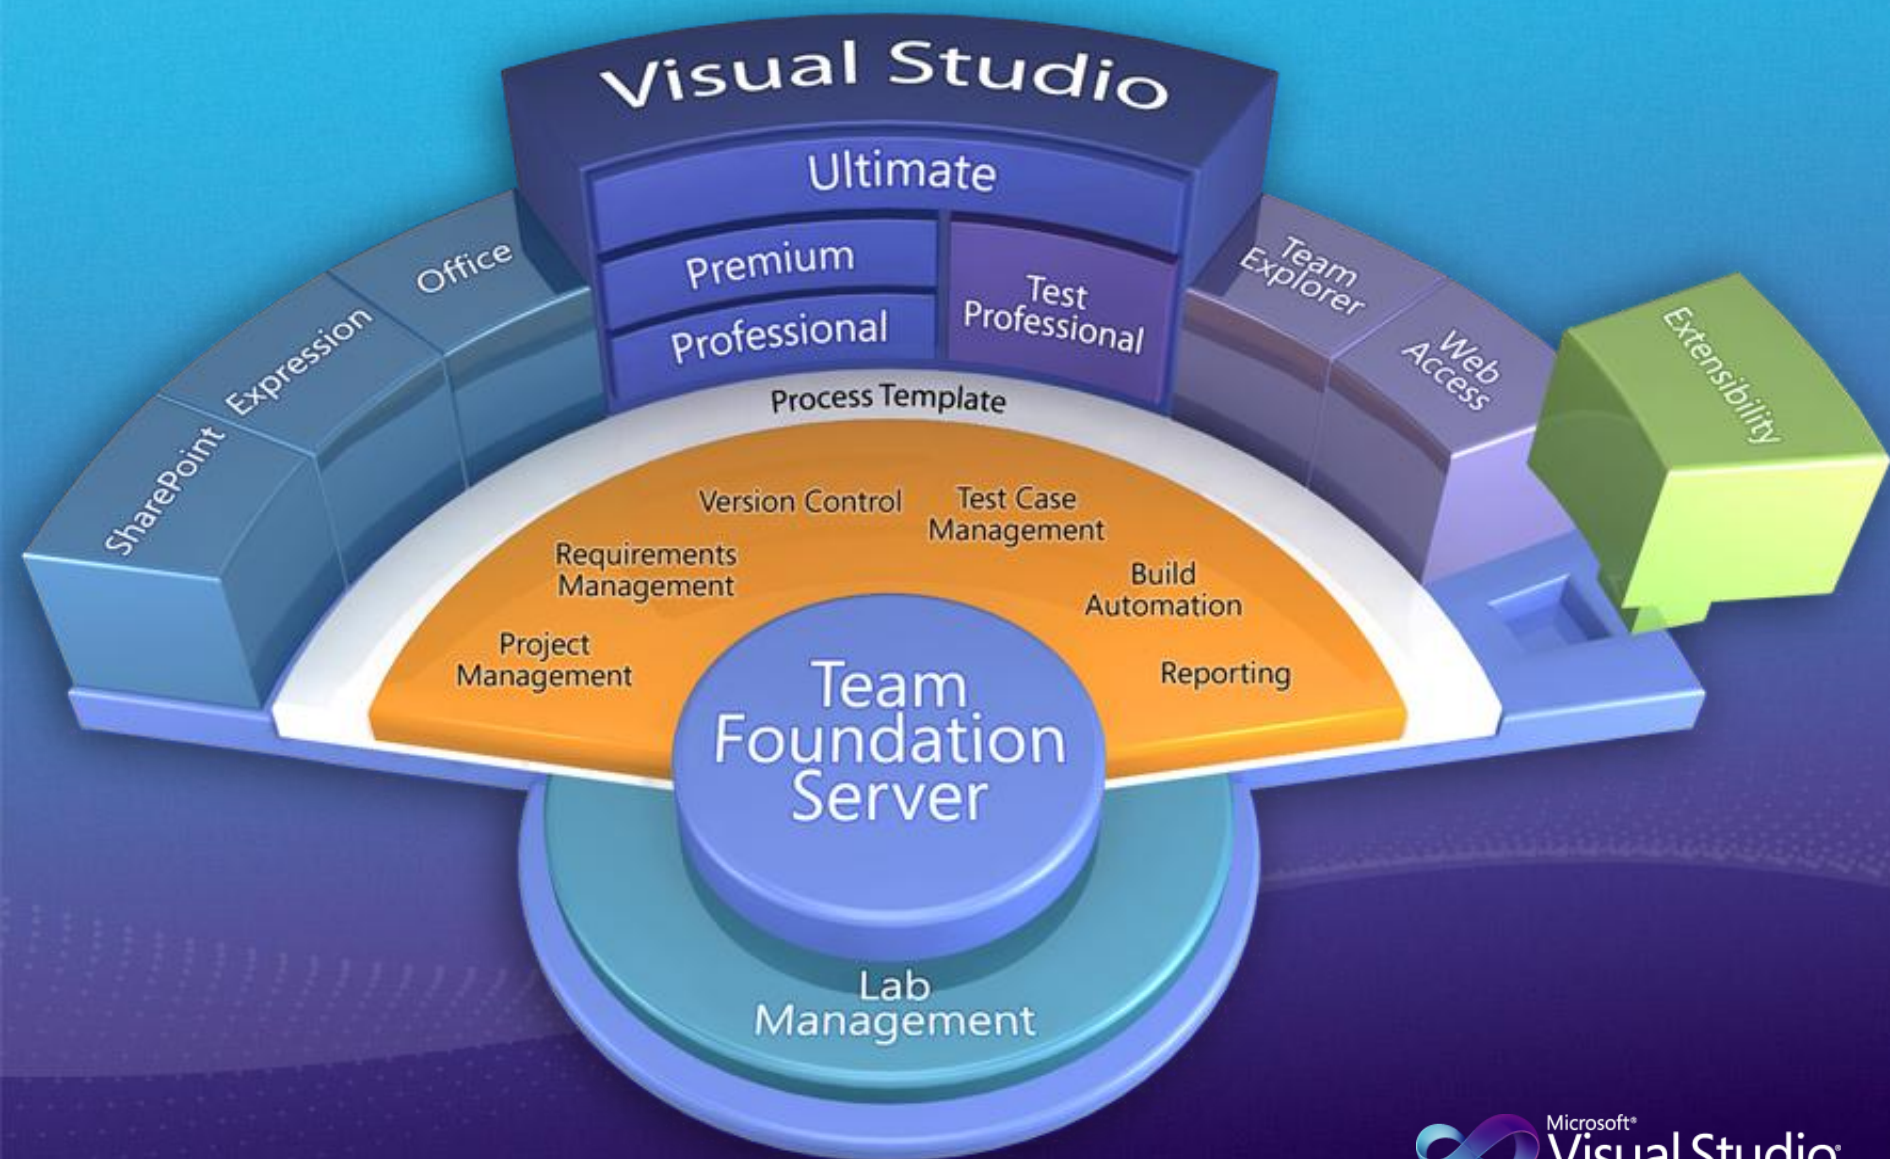 Visual Studio
Ultimate
Premium
Professional
Test
Professional
Office
Expression
SharePoint
Team
Explorer
Web
Access
Extensibility
Process Template
Version Control
Test Case
Management
Requirements
Management
Build
Automation
Project
Management
Reporting
Team
Foundation
Server
Lab
Management
Microsoft®
Visual Studio®